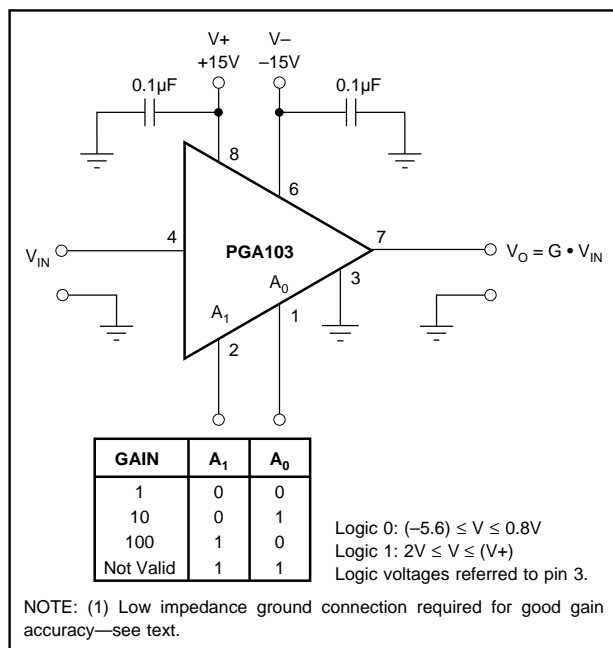 V+ V–
+15V –15V
0.1µF 0.1µF
8
6
V_IN 4 PGA103 7 V_O = G • V_IN
3
A_0
A_1 1
2
GAIN A_1 A_0
1 0 0
10 0 1
100 1 0
Not Valid 1 1
Logic 0: (–5.6) ≤ V ≤ 0.8V
Logic 1: 2V ≤ V ≤ (V+)
Logic voltages referred to pin 3.
NOTE: (1) Low impedance ground connection required for good gain
accuracy—see text.